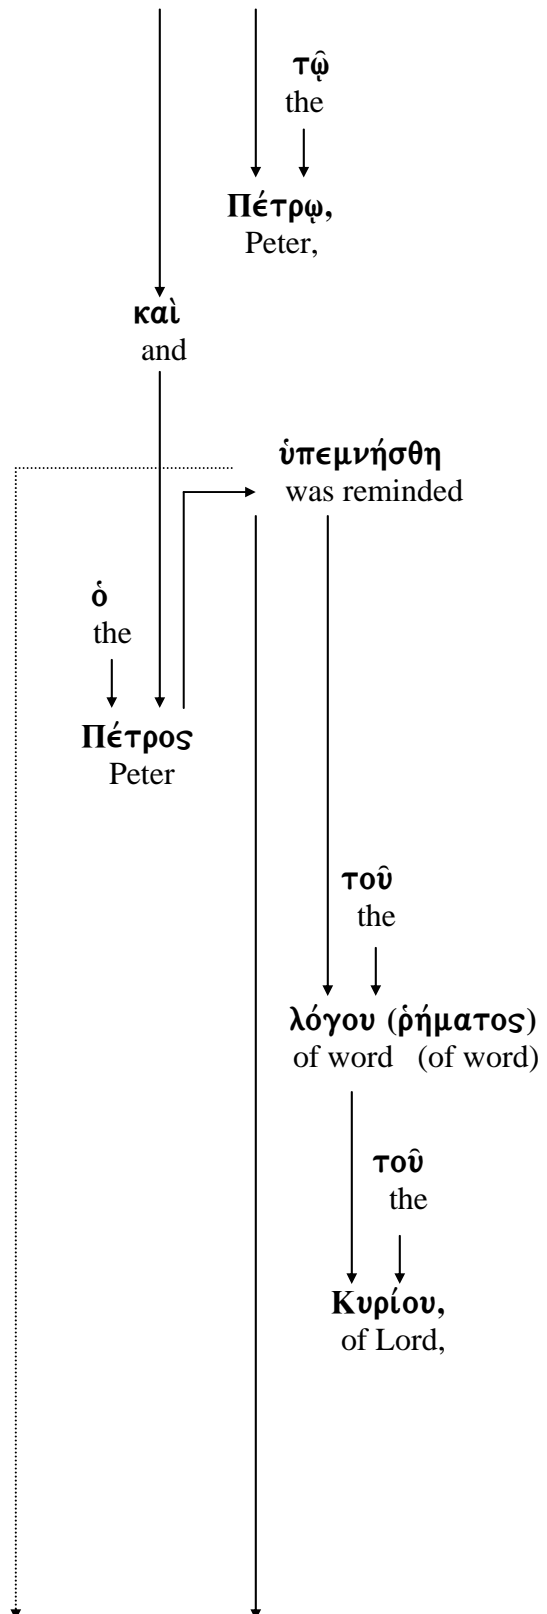 τῷ
the
Πέτρῳ,
Peter,
καὶ
and
ὑπεμνήσθη
was reminded
ὁ
the
Πέτρος
Peter
τοῦ
the
λόγου (ῥήματος)
of word (of word)
τοῦ
the
Κυρίου,
of Lord,